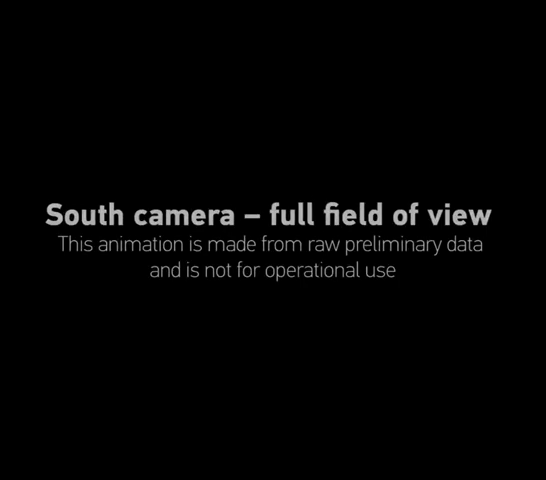 South camera – full field of view
This animation is made from raw preliminary data
and is not for operational use